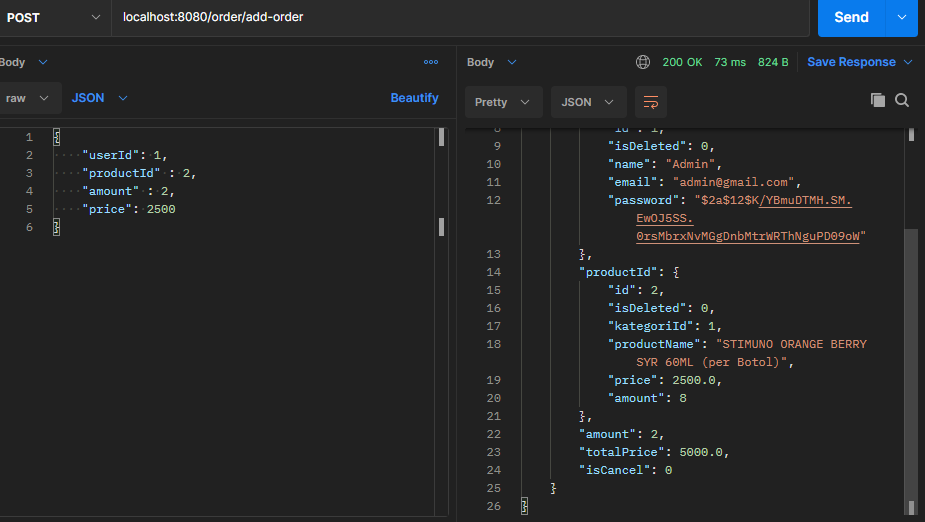 POST localhost:8080/order/add-order Send
Body
raw JSON Beautify
1 {
2 "userId": 1,
3 "productId" : 2,
4 "amount" : 2,
5 "price": 2500
6 }
Body 200 OK 73 ms 824 B Save Response
Pretty JSON
8 "id": 1,
9 "isDeleted": 0,
10 "name": "Admin",
11 "email": "admin@gmail.com",
12 "password": "$2a$12$K/YBmuDTMH.SM.
EwOJ5SS.
0rsMbrxNvMGgDnbMtrWRThNguPD09oW"
13 },
14 "productId": {
15 "id": 2,
16 "isDeleted": 0,
17 "kategoriId": 1,
18 "productName": "STIMUNO ORANGE BERRY
SYR 60ML (per Botol)",
19 "price": 2500.0,
20 "amount": 8
21 },
22 "amount": 2,
23 "totalPrice": 5000.0,
24 "isCancel": 0
25 }
26 }